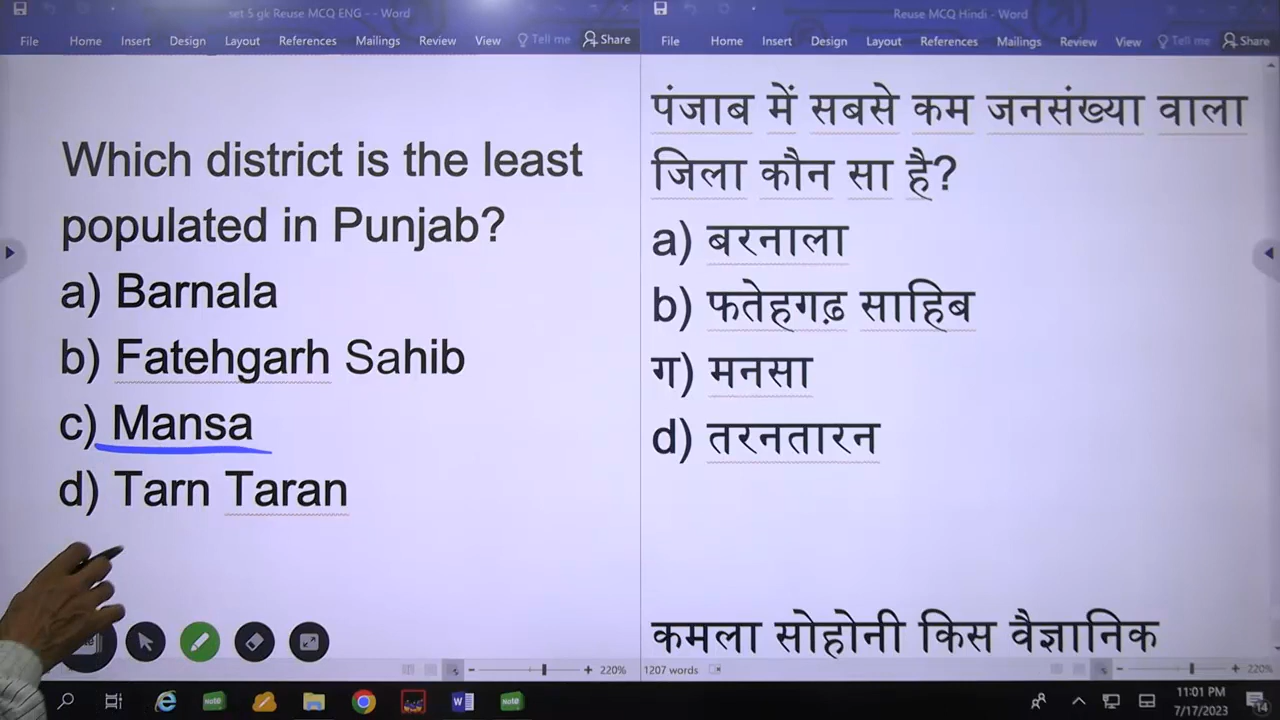 set 5 gk Reuse MCQ ENG - - Word
File Home Insert Design Layout References Mailings Review View Tell me Share
Which district is the least
populated in Punjab?
a) Barnala
b) Fatehgarh Sahib
c) Mansa
d) Tarn Taran
220%
Reuse MCQ Hindi - Word
File Home Insert Design Layout References Mailings Review View Tell me Share
पंजाब में सबसे कम जनसंख्या वाला
जिला कौन सा है?
a) बरनाला
b) फतेहगढ़ साहिब
ग) मनसा
d) तरनतारन
कमला सोहोनी किस वैज्ञानिक
1207 words
220%
Note
Note
11:01 PM
7/17/2023
14